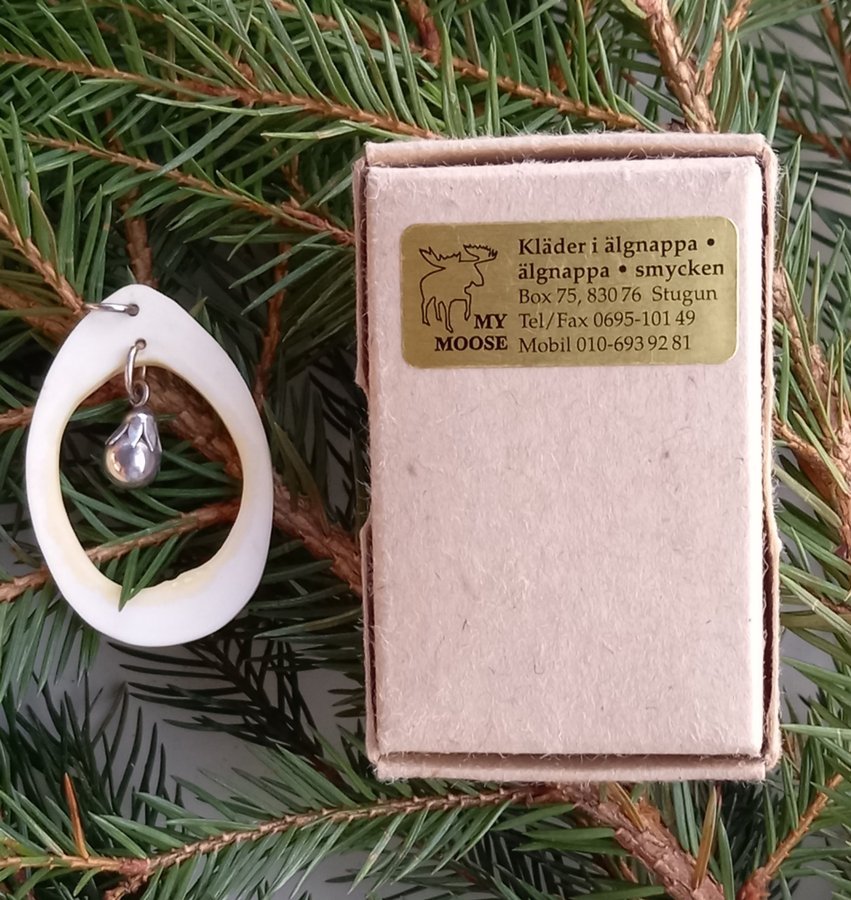 Kläder i älgnappa •
älgnappa • smycken
Box 75, 830 76 Stugun
Tel/Fax 0695-101 49
Mobil 010-693 92 81
MY
MOOSE